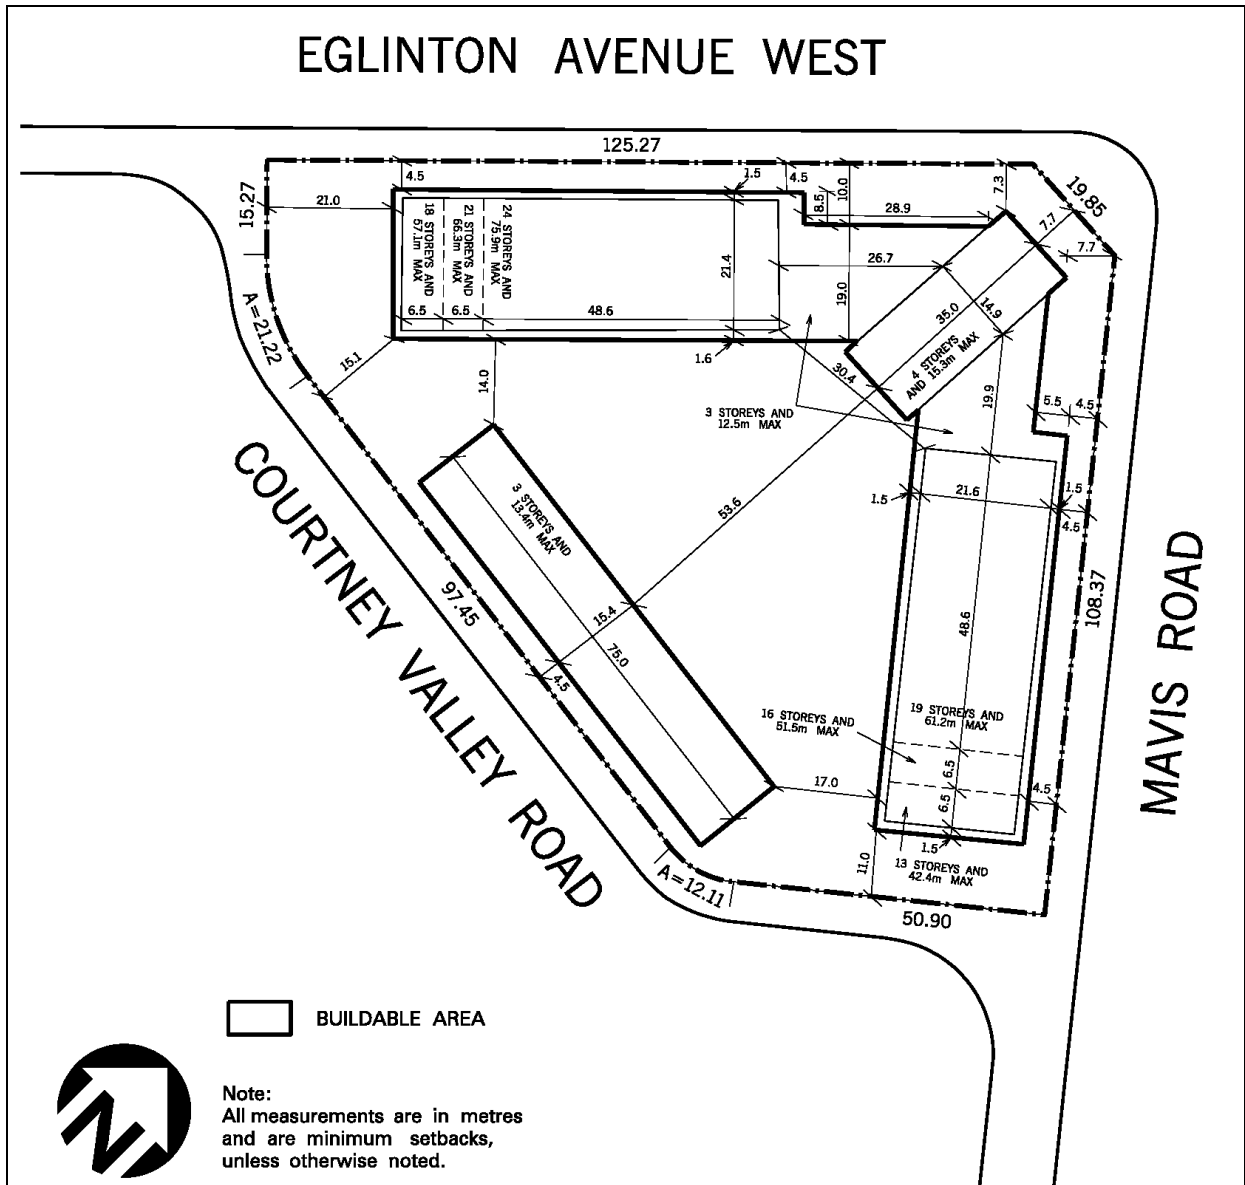 EGLINTON AVENUE WEST
125.27
15.27
21.0
4.5
1.5
4.5
8.5
10.0
7.3
19.85
28.9
7.7
7.7
18 STOREYS AND
57.1m MAX
21 STOREYS AND
66.3m MAX
24 STOREYS AND
75.9m MAX
21.4
26.7
19.0
6.5
6.5
48.6
35.0
14.9
A=21.22
15.1
14.0
1.6
30.4
4 STOREYS
AND 15.3m MAX
19.9
3 STOREYS AND
12.5m MAX
5.5
4.5
COURTNEY VALLEY ROAD
3 STOREYS AND
13.4m MAX
53.6
1.5
21.6
1.5
4.5
97.45
15.4
75.0
4.5
48.6
108.37
MAVIS ROAD
16 STOREYS AND
51.5m MAX
19 STOREYS AND
61.2m MAX
17.0
6.5
6.5
4.5
1.5
11.0
13 STOREYS AND
42.4m MAX
A=12.11
50.90
BUILDABLE AREA
N
Note:
All measurements are in metres
and are minimum setbacks,
unless otherwise noted.